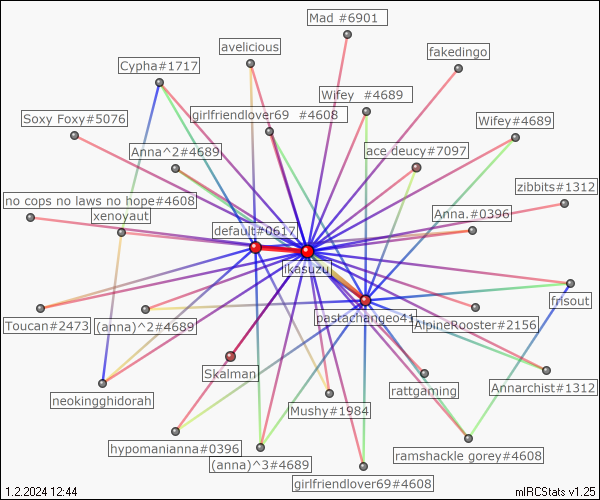 Mad #6901
avelicious
fakedingo
Cypha#1717
Wifey #4689
girlfriendlover69 #4608
Soxy Foxy#5076
Wifey#4689
Anna^2#4689
ace deucy#7097
zibbits#1312
no cops no laws no hope#4608
xenoyaut
Anna.#0396
default#0617
ikasuzu
frisout
pastachangeo41
Toucan#2473
(anna)^2#4689
AlpineRooster#2156
Skalman
rattgaming
Annarchist#1312
neokingghidorah
Mushy#1984
hypomanianna#0396
ramshackle gorey#4608
(anna)^3#4689
girlfriendlover69#4608
1.2.2024 12:44
mIRCStats v1.25